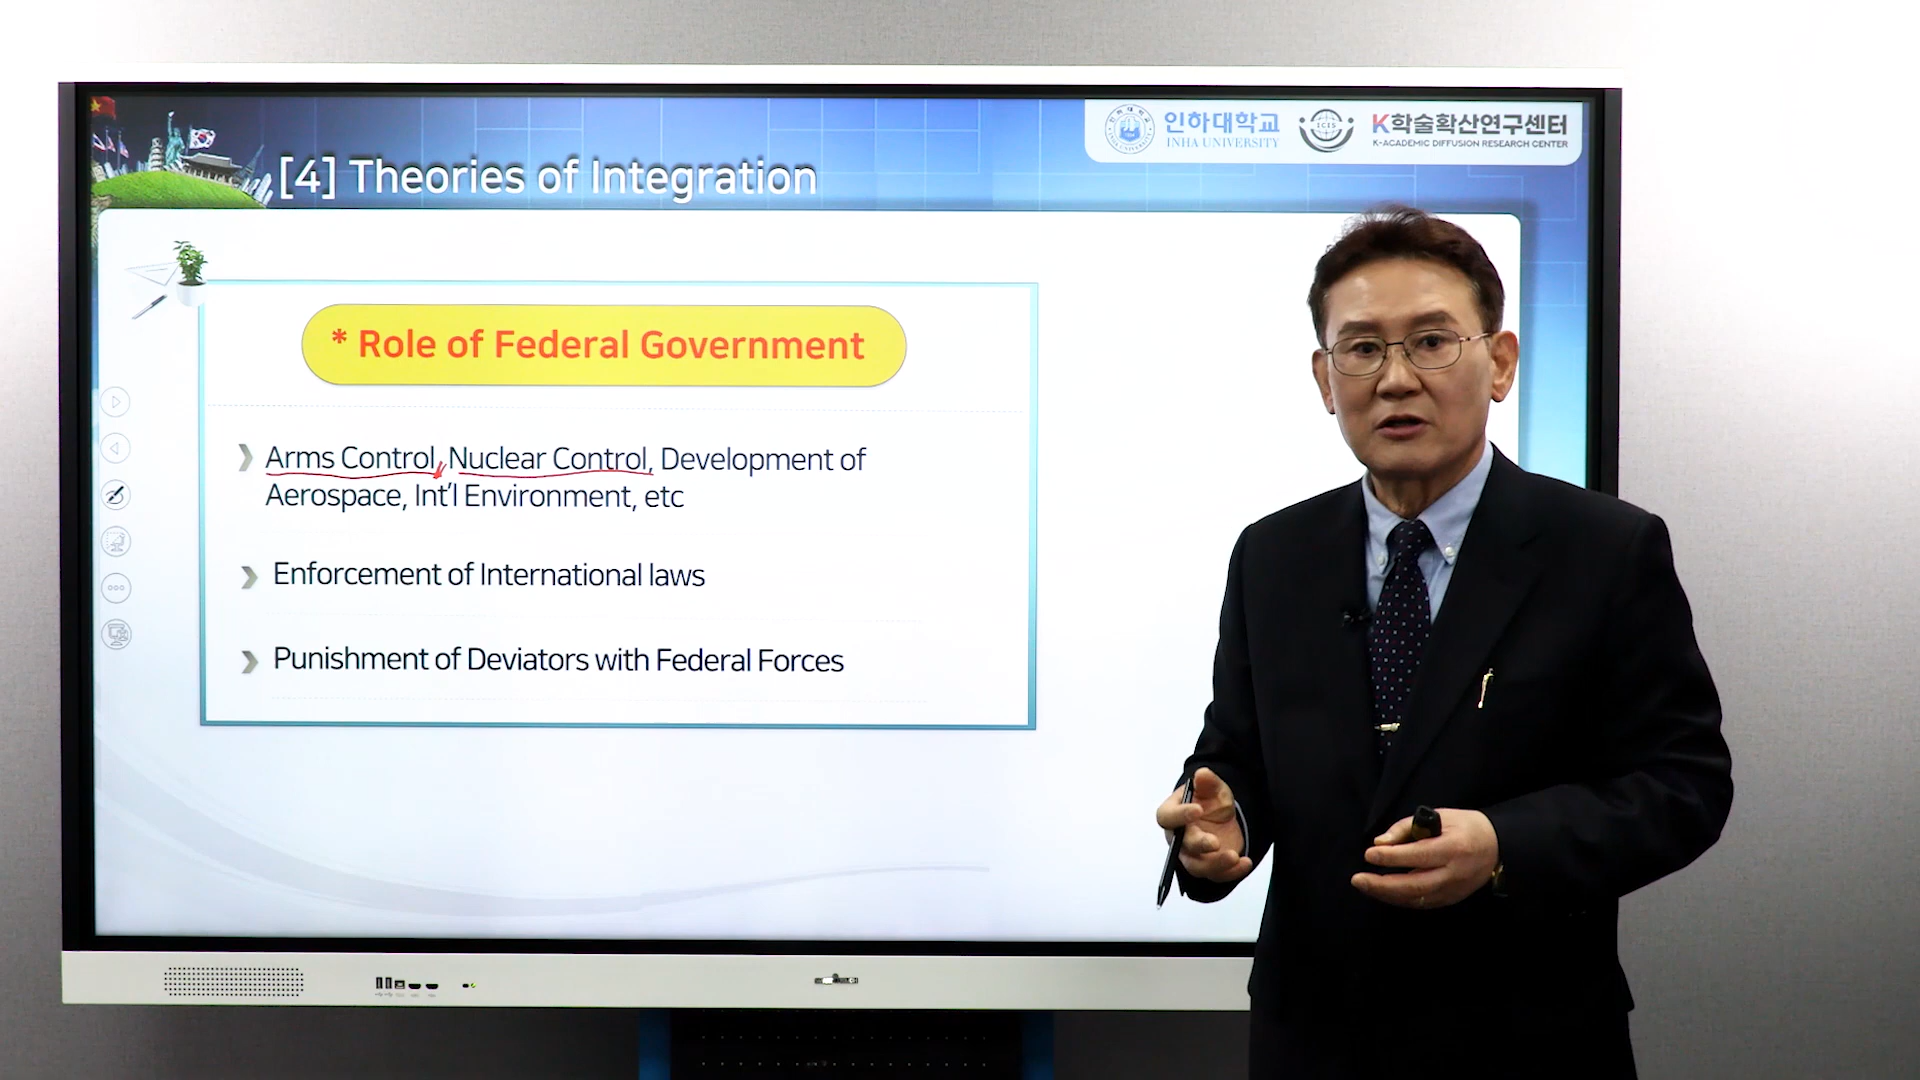 [4] Theories of Integration
인하대학교
INHA UNIVERSITY
ICIS
K학술확산연구센터
K-ACADEMIC DIFFUSION RESEARCH CENTER
* Role of Federal Government
Arms Control, Nuclear Control, Development of
Aerospace, Int'l Environment, etc
Enforcement of International laws
Punishment of Deviators with Federal Forces